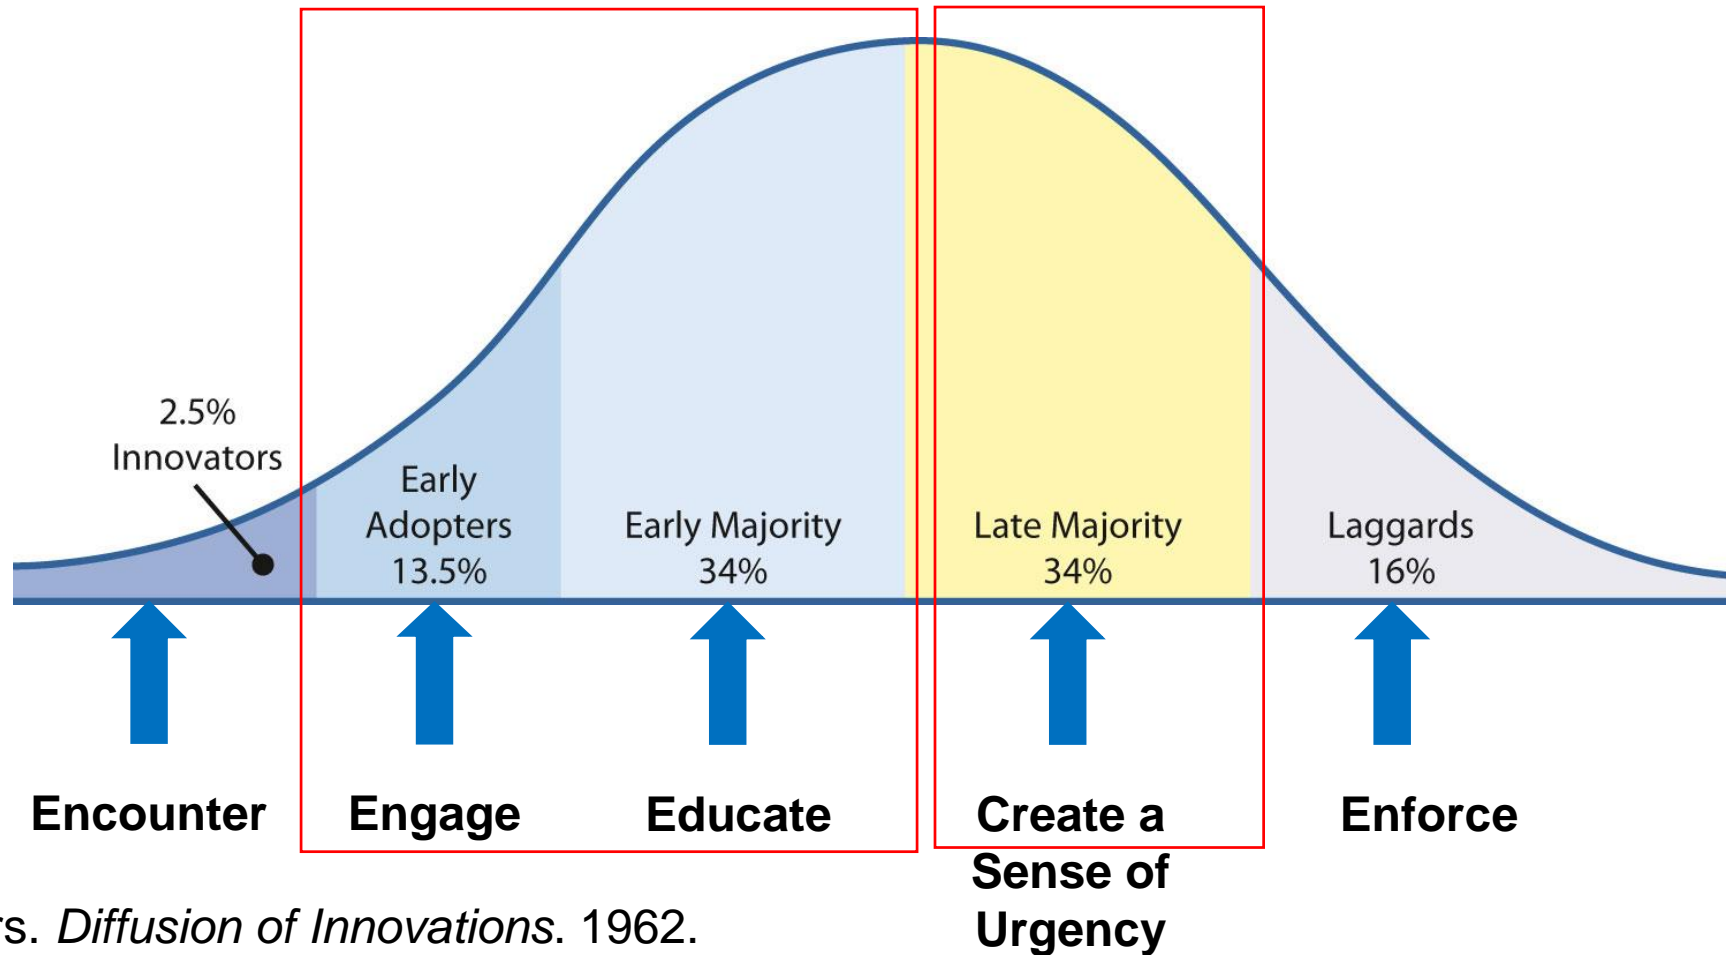 2.5%
Innovators
Early
Adopters
13.5%
Early Majority
34%
Late Majority
34%
Laggards
16%
Encounter
Engage
Educate
Create a
Sense of
Urgency
Enforce
rs. Diffusion of Innovations. 1962.